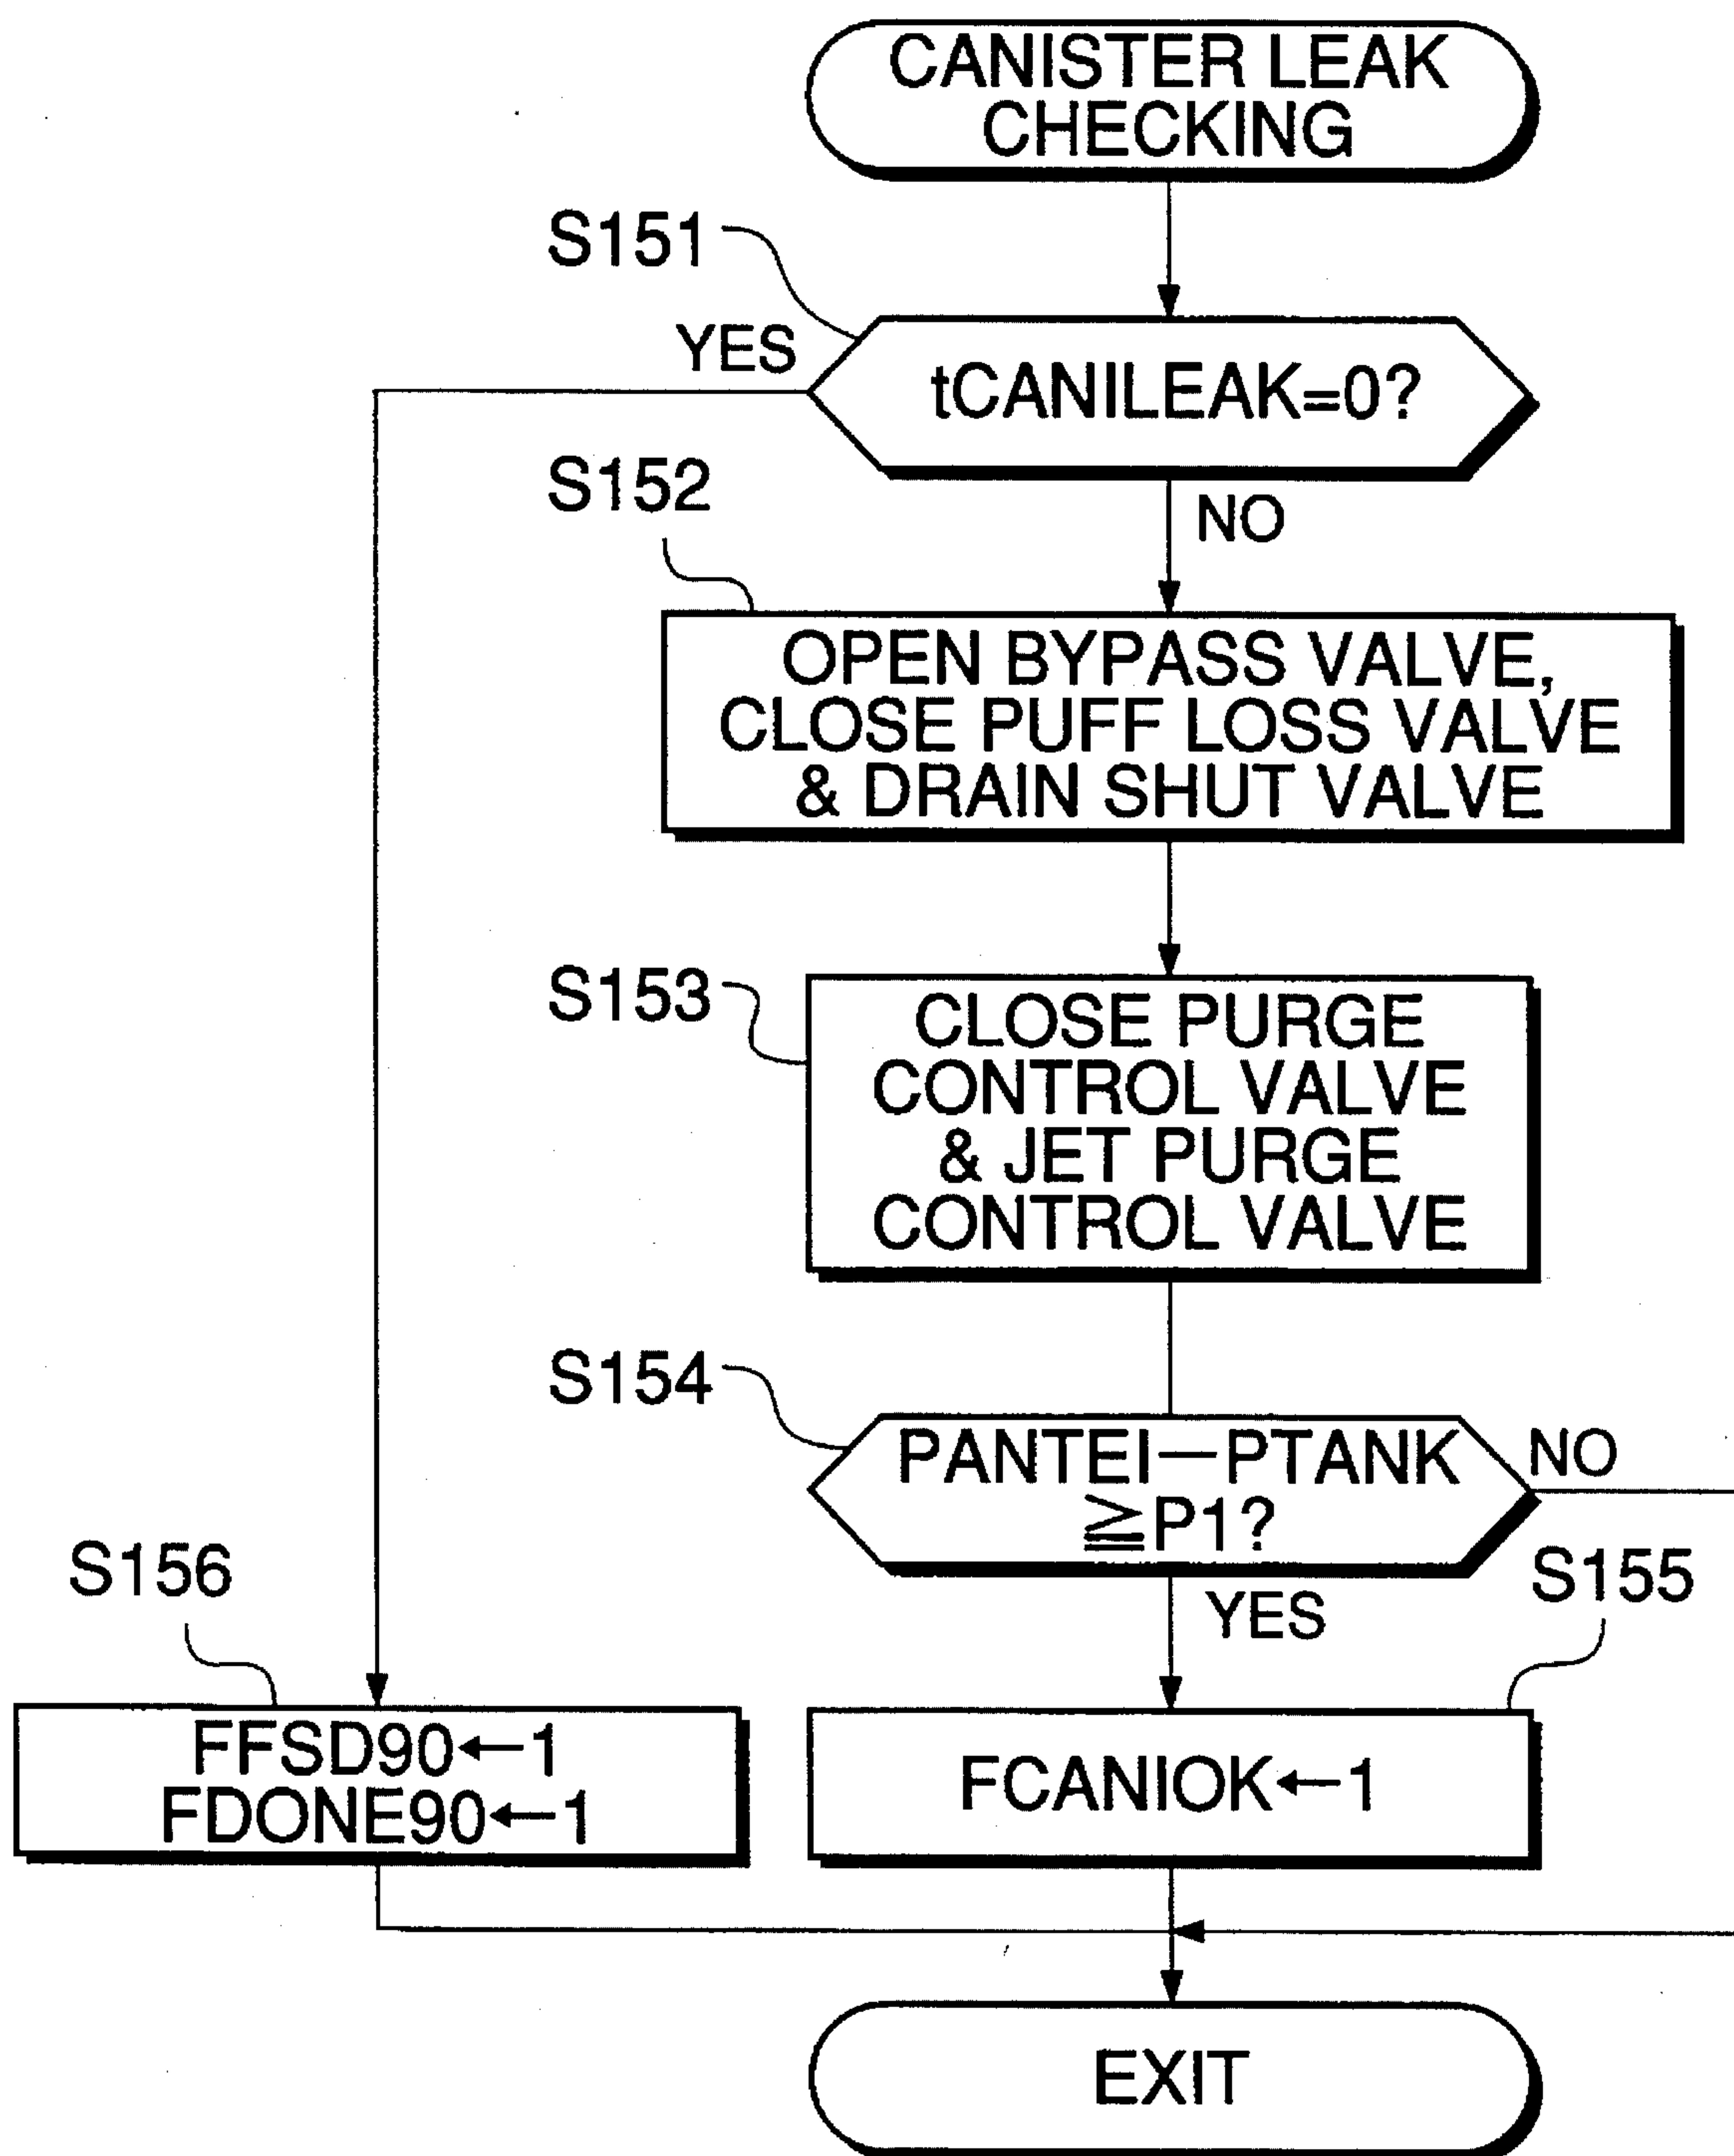 CANISTER LEAK
CHECKING
S151
YES
tCANILEAK=0?
S152
NO
OPEN BYPASS VALVE,
CLOSE PUFF LOSS VALVE
& DRAIN SHUT VALVE
S153
CLOSE PURGE
CONTROL VALVE
& JET PURGE
CONTROL VALVE
S154
PANTEI—PTANK
≧P1?
NO
S156
YES
S155
FFSD90←1
FDONE90←1
FCANIOK←1
EXIT